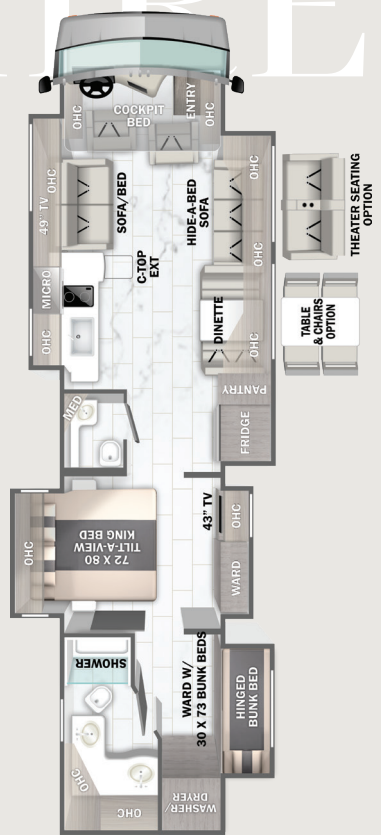 IRE
OHC
COCKPIT
BED
ENTRY
OHC
49" TV
OHC
SOFA/BED
HIDE-A-BED
SOFA
OHC
THEATER SEATING
OPTION
MICRO
C-TOP
EXT
OHC
OHC
DINETTE
OHC
TABLE
& CHAIRS
OPTION
MED
PANTRY
FRIDGE
OHC
72 X 80
TILT-A-VIEW
KING BED
43" TV
OHC
WARD
SHOWER
WARD W/
30 X 73 BUNK BEDS
HINGED
BUNK BED
OHC
OHC
WASHER/
DRYER